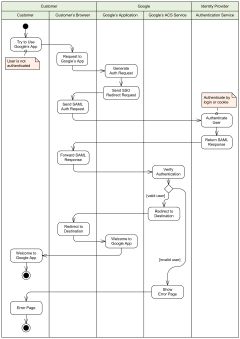 Customer
Google
Identity Provider
Customer
Customer's Browser
Google's Application
Google's ACS Service
Authentication Service
Try to Use
Google's App
User is not
authenticated
Request to
Google's App
Generate
Auth Request
Send SSO
Redirect Request
Send SAML
Auth Request
Authenticate by
login or cookie
Authenticate
User
Return SAML
Response
Forward SAML
Response
Verify
Authentication
[valid user]
Redirect to
Destination
Redirect to
Destination
Welcome to
Google App
Welcome to
Google App
[invalid user]
Show
Error Page
Error Page